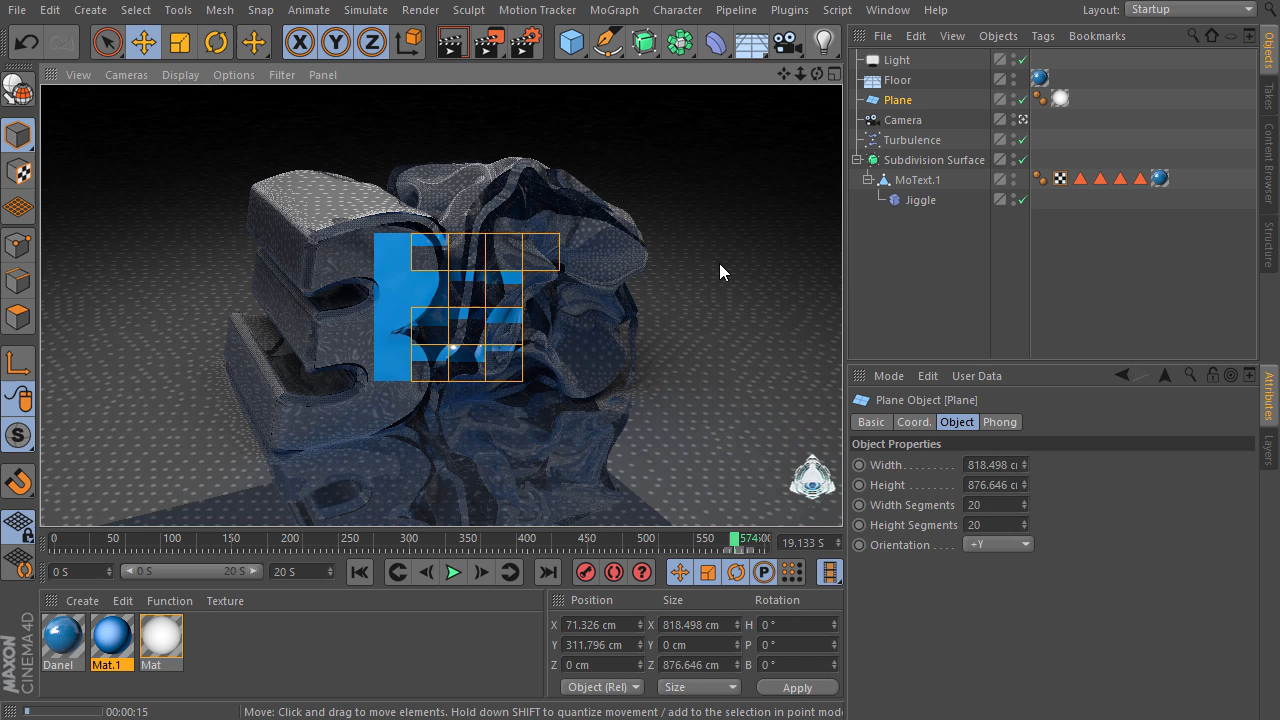 File Edit Create Select Tools Mesh Snap Animate Simulate Render Sculpt Motion Tracker MoGraph Character Pipeline Plugins Script Window Help Layout: Startup
File Edit View Objects Tags Bookmarks
View Cameras Display Options Filter Panel
Light
Floor
Plane
Camera
Turbulence
Subdivision Surface
MoText.1
Jiggle
Objects
Takes
Content Browser
Structure
Mode Edit User Data
Plane Object [Plane]
Basic Coord. Object Phong
Object Properties
Width 818.498 cm
Height 876.646 cm
Width Segments 20
Height Segments 20
Orientation +Y
Attributes
Layers
0 50 100 150 200 250 300 350 400 450 500 550 574 19.133 S
0 S 0 S 20 S 20 S
Create Edit Function Texture
Danel Mat.1 Mat
Position Size Rotation
X 71.326 cm X 818.498 cm H 0 °
Y 311.796 cm Y 0 cm P 0 °
Z 0 cm Z 876.646 cm B 0 °
Object (Rel) Size Apply
MAXON
CINEMA 4D
00:00:15 Move: Click and drag to move elements. Hold down SHIFT to quantize movement / add to the selection in point mod